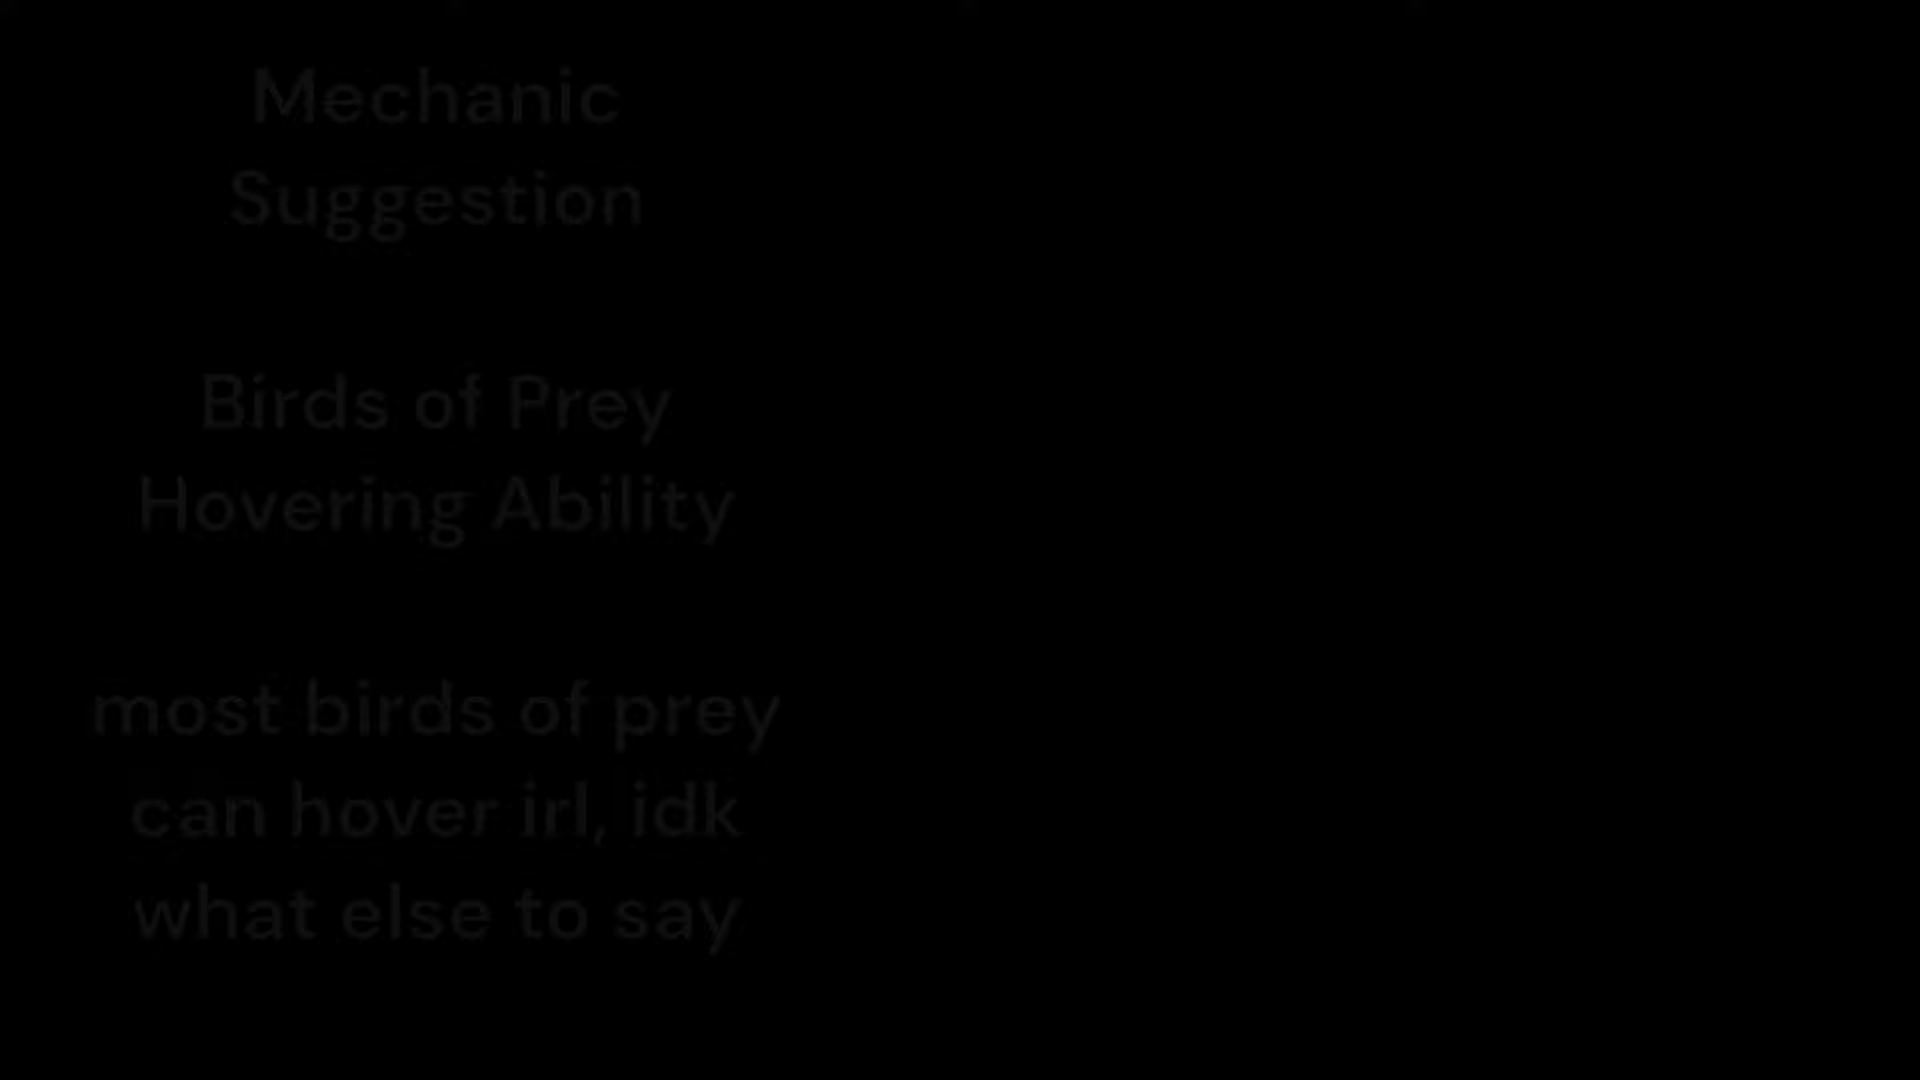 Mechanic
Suggestion
Birds of Prey
Hovering Ability
most birds of prey
can hover irl, idk
what else to say